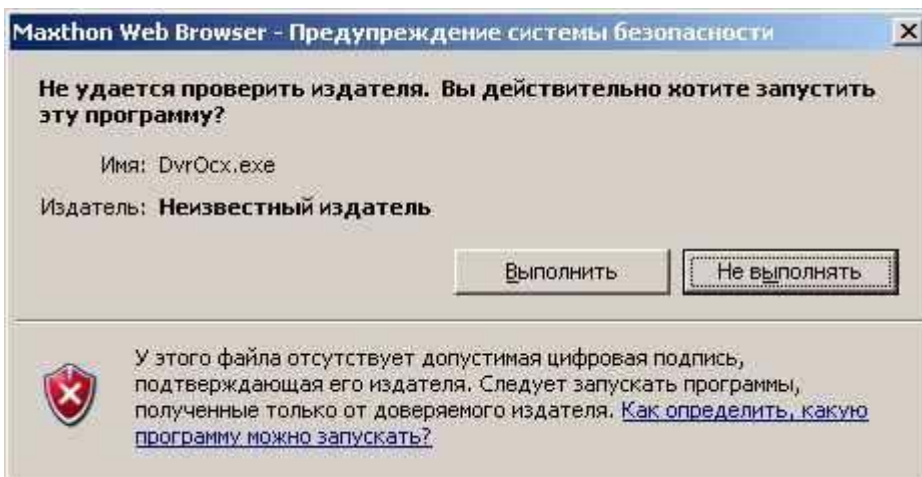 Maxthon Web Browser - Предупреждение системы безопасности
Не удается проверить издателя. Вы действительно хотите запустить
эту программу?
Имя: DvrOcx.exe
Издатель: Неизвестный издатель
Выполнить
Не выполнять
У этого файла отсутствует допустимая цифровая подпись,
подтверждающая его издателя. Следует запускать программы,
полученные только от доверяемого издателя. Как определить, какую
программу можно запускать?